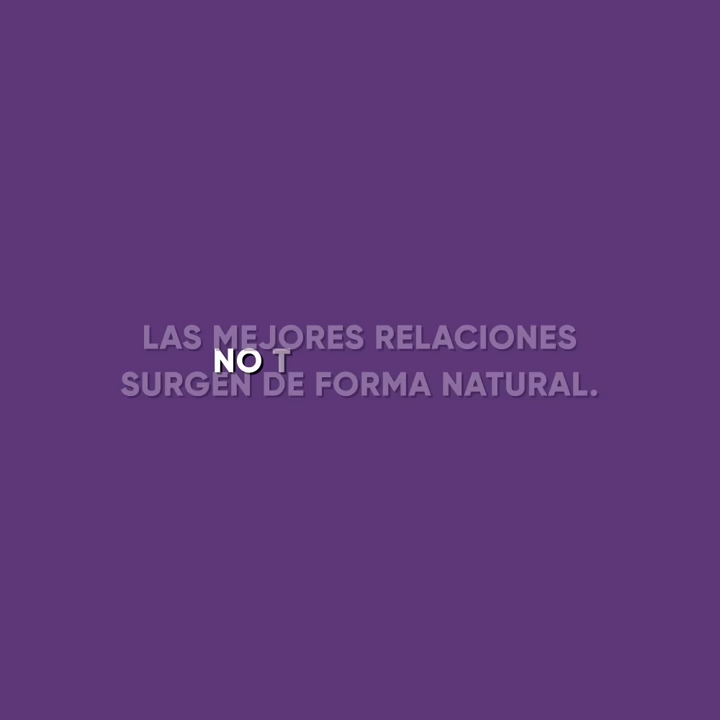 LAS MEJORES RELACIONES
NO T
SURGEN DE FORMA NATURAL.